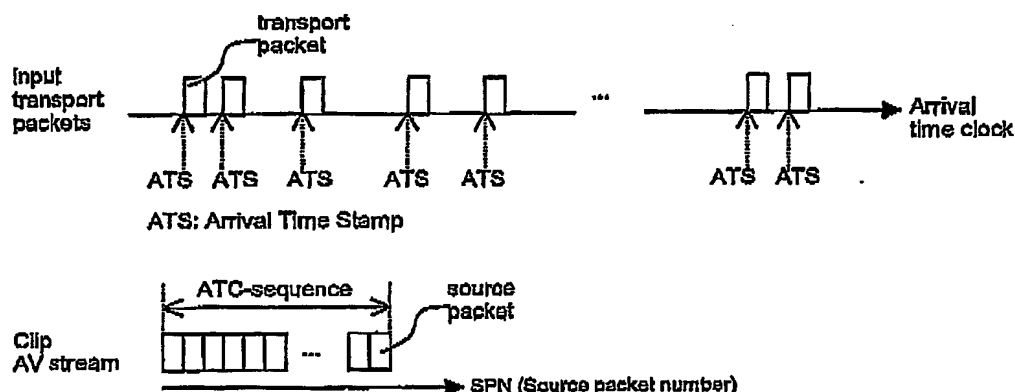 transport
packet
Input
transport
packets
...
Arrival
time clock
ATS ATS ATS ATS ATS ATS ATS
ATS: Arrival Time Stamp
ATC-sequence
source
packet
Clip
AV stream
...
SPN (Source packet number)